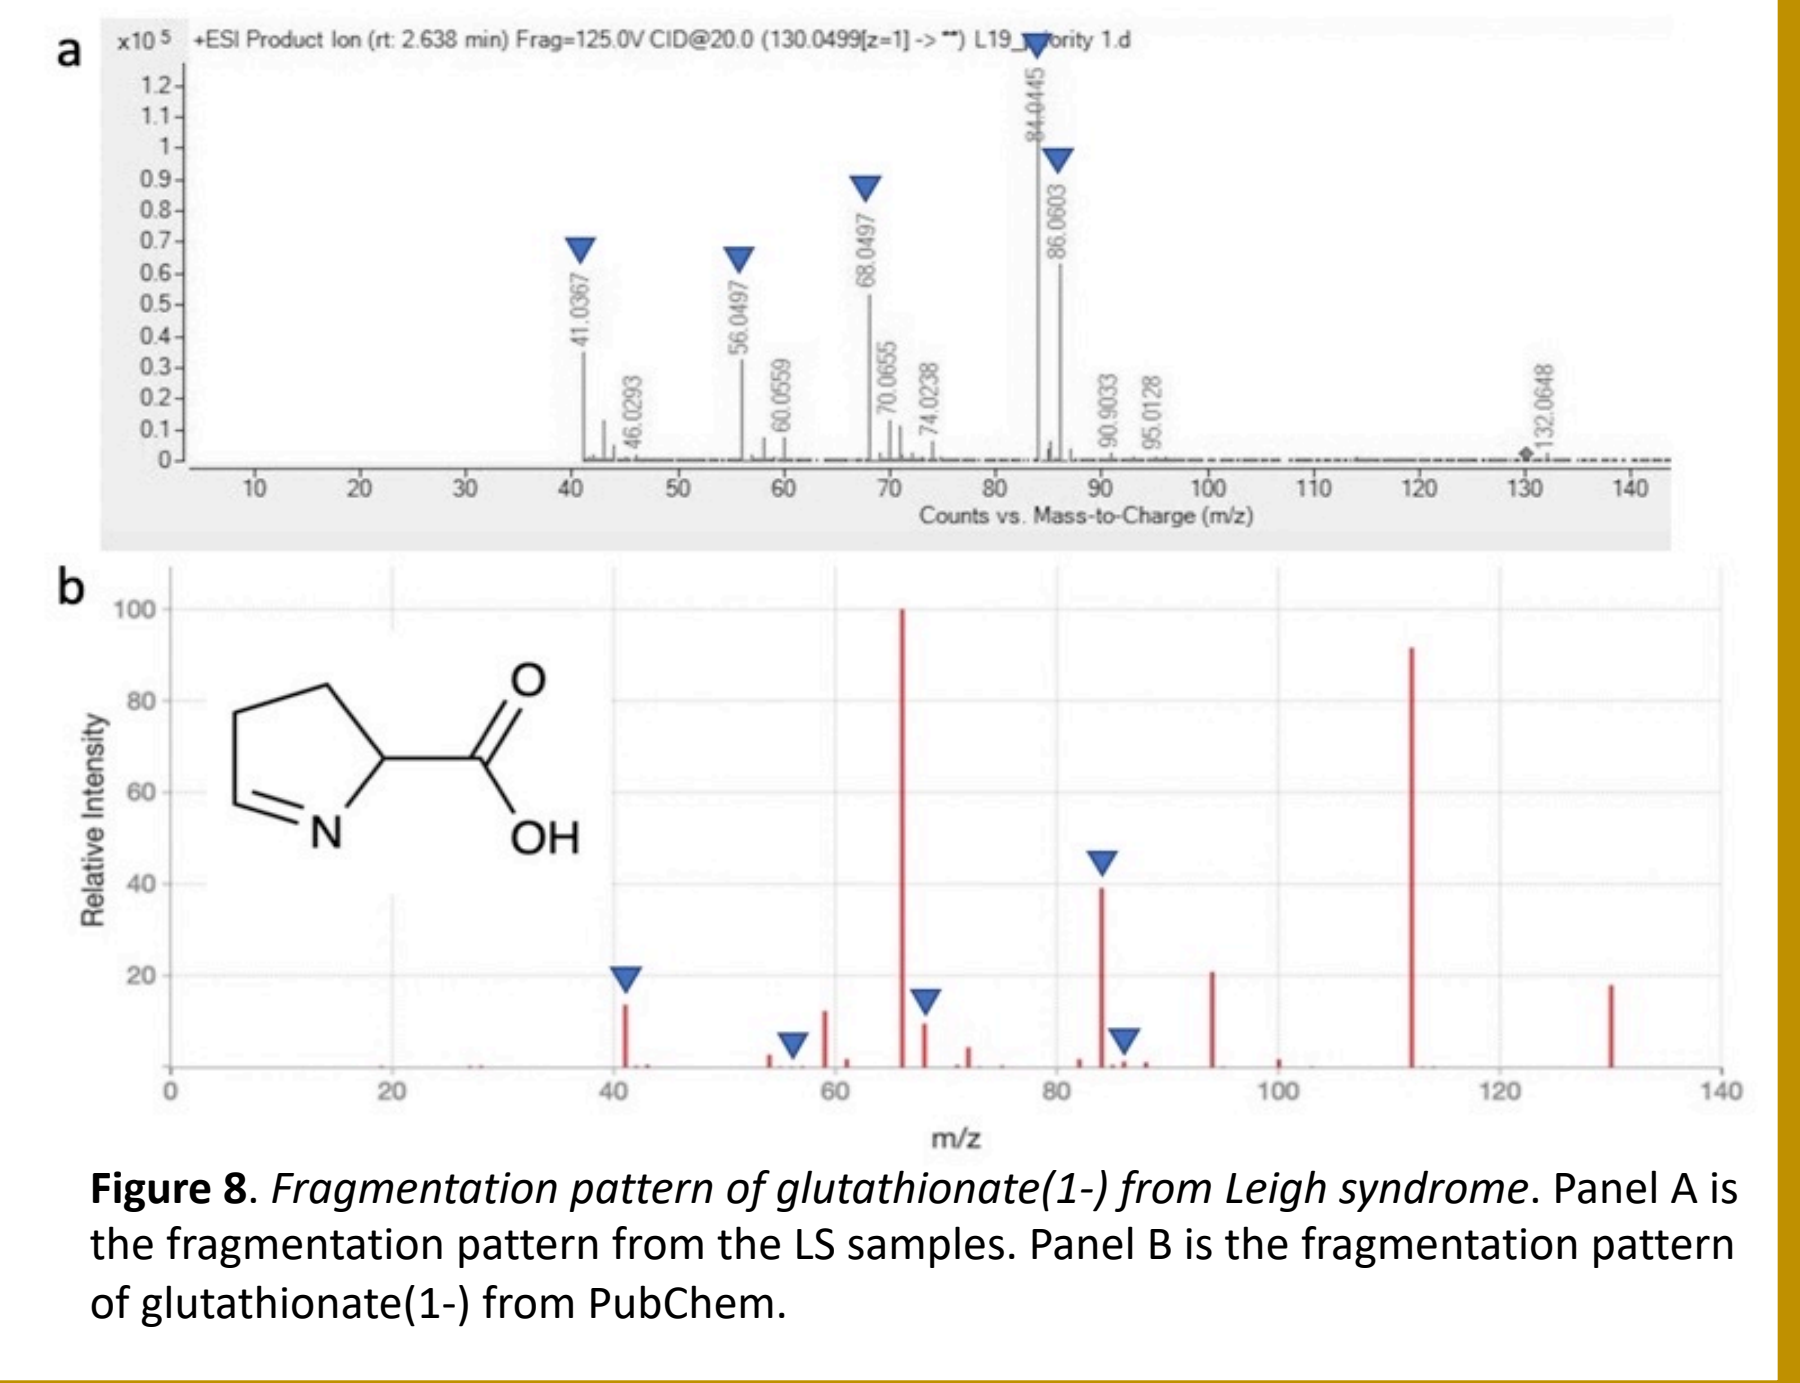 a
x10 5 +ESI Product Ion (rt: 2.638 min) Frag=125.0V CID@20.0 (130.0499[z=1] -> **) L19_ ority 1.d
1.2
1.1
1
0.9
0.8
0.7
0.6
0.5
0.4
0.3
0.2
0.1
0
41.0367
46.0293
56.0497
60.0559
68.0497
70.0655
74.0238
84.0445
86.0603
90.9033
95.0128
132.0648
10 20 30 40 50 60 70 80 90 100 110 120 130 140
Counts vs. Mass-to-Charge (m/z)
b
Relative Intensity
100
80
60
40
20
O
N
OH
0 20 40 60 80 100 120 140
m/z
Figure 8. Fragmentation pattern of glutathionate(1-) from Leigh syndrome. Panel A is
the fragmentation pattern from the LS samples. Panel B is the fragmentation pattern
of glutathionate(1-) from PubChem.